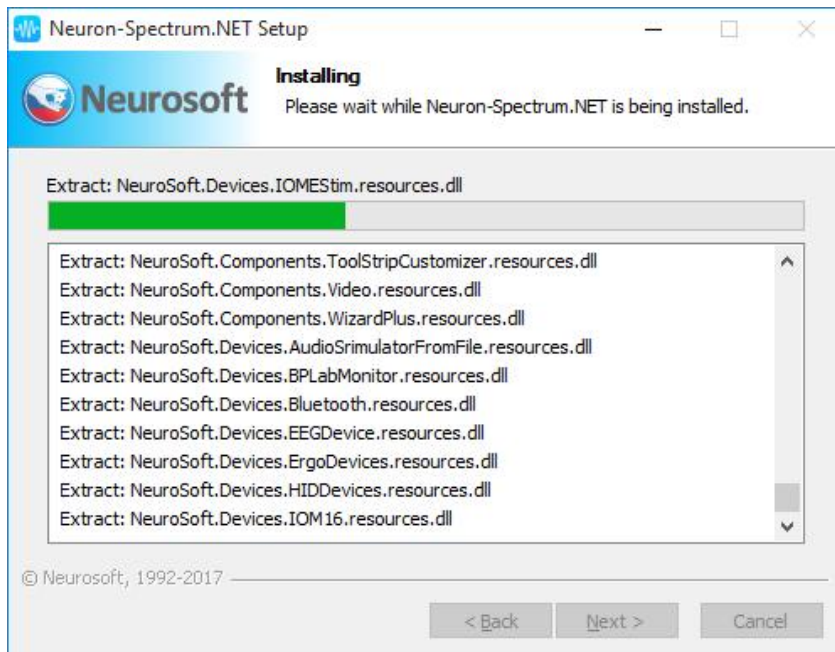 Neuron-Spectrum.NET Setup
Neurosoft
Installing
Please wait while Neuron-Spectrum.NET is being installed.
Extract: NeuroSoft.Devices.IOMEStim.resources.dll
Extract: NeuroSoft.Components.ToolStripCustomizer.resources.dll
Extract: NeuroSoft.Components.Video.resources.dll
Extract: NeuroSoft.Components.WizardPlus.resources.dll
Extract: NeuroSoft.Devices.AudioSrimulatorFromFile.resources.dll
Extract: NeuroSoft.Devices.BPLabMonitor.resources.dll
Extract: NeuroSoft.Devices.Bluetooth.resources.dll
Extract: NeuroSoft.Devices.EEGDevice.resources.dll
Extract: NeuroSoft.Devices.ErgoDevices.resources.dll
Extract: NeuroSoft.Devices.HIDDevices.resources.dll
Extract: NeuroSoft.Devices.IOM16.resources.dll
© Neurosoft, 1992-2017
< Back Next > Cancel